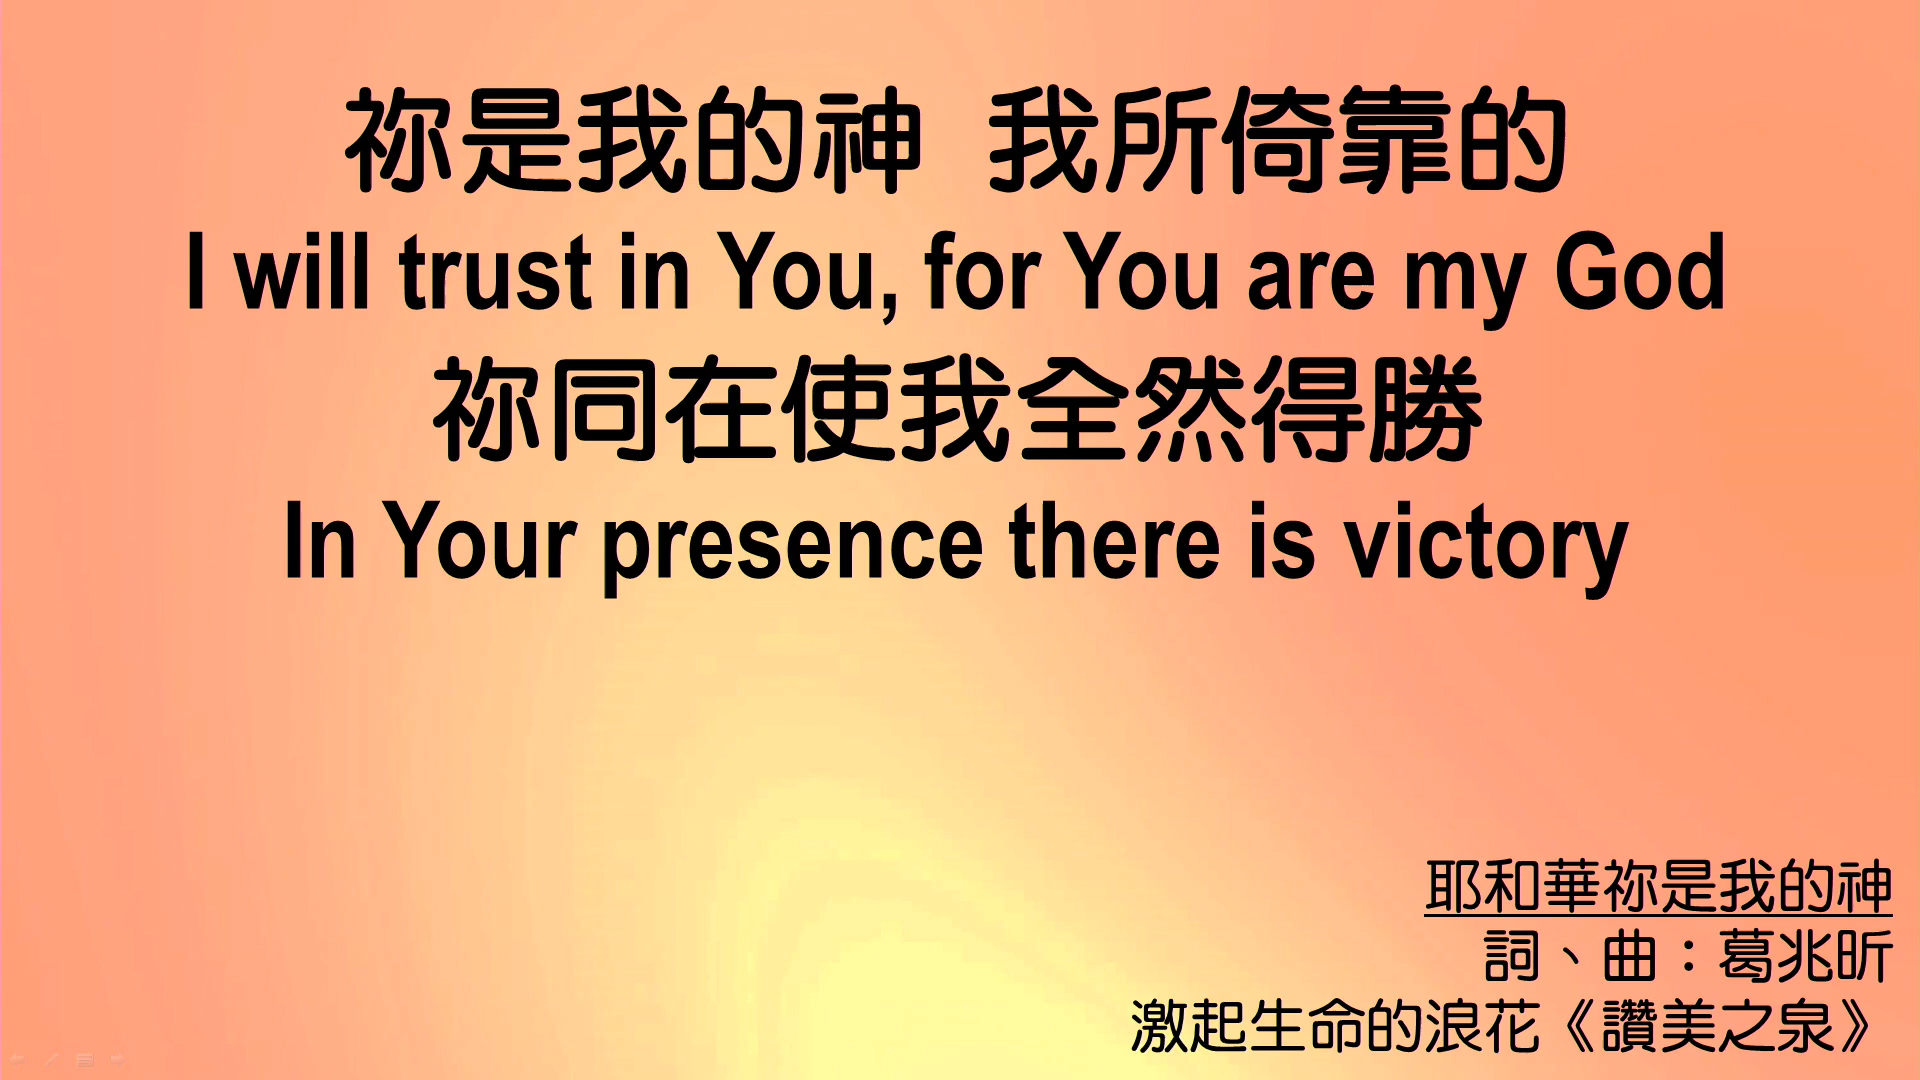 祢是我的神 我所倚靠的
I will trust in You, for You are my God
祢同在使我全然得勝
In Your presence there is victory
耶和華祢是我的神
詞、曲：葛兆昕
激起生命的浪花《讚美之泉》